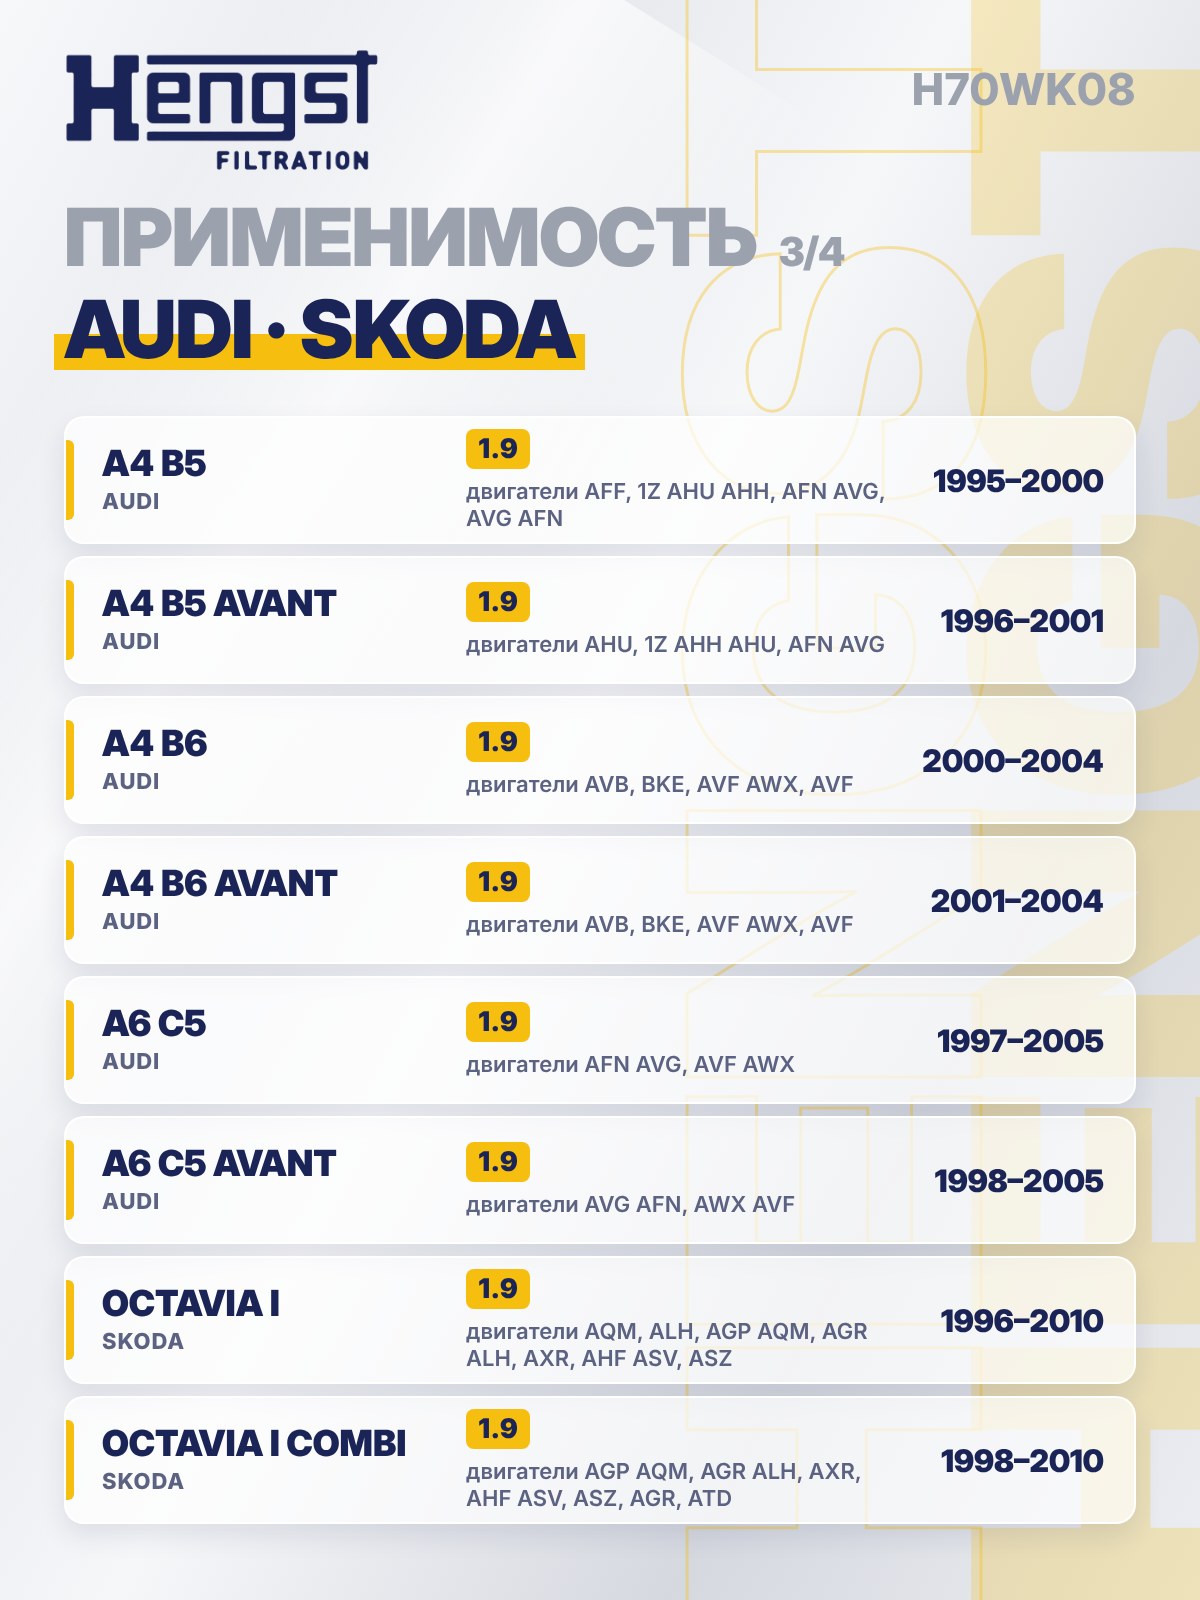 Hengst
FILTRATION
H70WK08
ПРИМЕНИМОСТЬ 3/4
AUDI · SKODA
A4 B5
AUDI
1.9
двигатели AFF, 1Z AHU AHH, AFN AVG,
AVG AFN
1995–2000
A4 B5 AVANT
AUDI
1.9
двигатели AHU, 1Z AHH AHU, AFN AVG
1996–2001
A4 B6
AUDI
1.9
двигатели AVB, BKE, AVF AWX, AVF
2000–2004
A4 B6 AVANT
AUDI
1.9
двигатели AVB, BKE, AVF AWX, AVF
2001–2004
A6 C5
AUDI
1.9
двигатели AFN AVG, AVF AWX
1997–2005
A6 C5 AVANT
AUDI
1.9
двигатели AVG AFN, AWX AVF
1998–2005
OCTAVIA I
SKODA
1.9
двигатели AQM, ALH, AGP AQM, AGR
ALH, AXR, AHF ASV, ASZ
1996–2010
OCTAVIA I COMBI
SKODA
1.9
двигатели AGP AQM, AGR ALH, AXR,
AHF ASV, ASZ, AGR, ATD
1998–2010
HENGST
HENGST